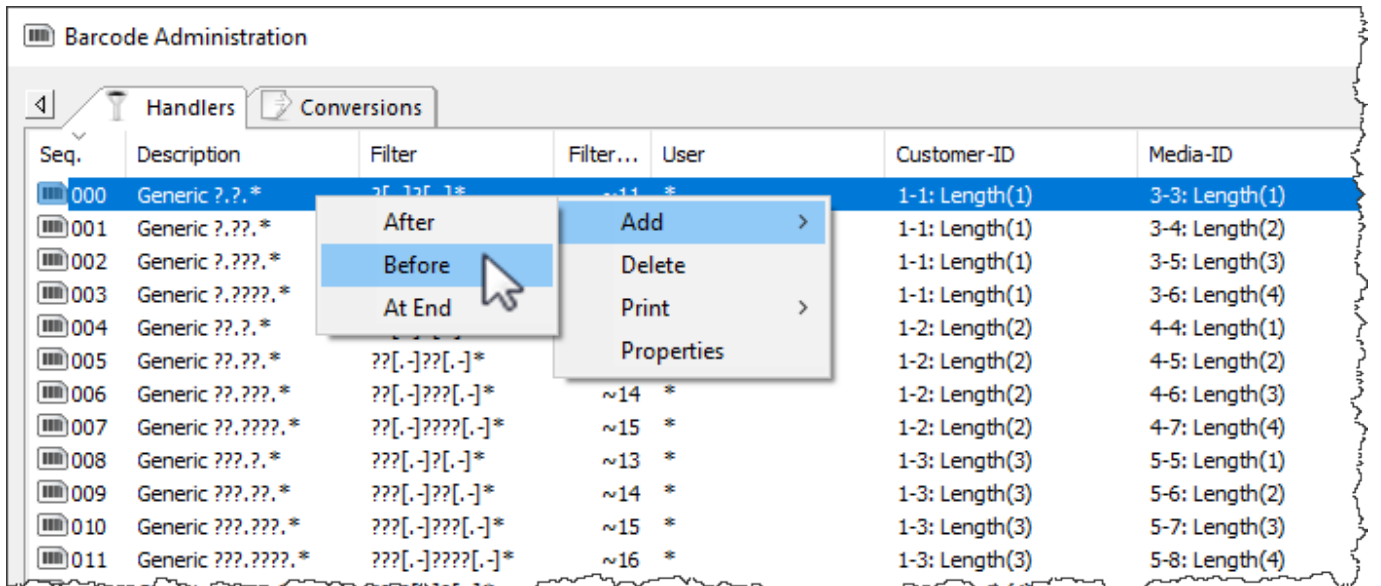 Barcode Administration
Handlers Conversions
Seq. Description Filter Filter... User Customer-ID Media-ID
000 Generic ?.?.* ?[.-]?[.-]* ~11 * 1-1: Length(1) 3-3: Length(1)
001 Generic ?.??.* After Add 1-1: Length(1) 3-4: Length(2)
002 Generic ?.???.* Before Delete 1-1: Length(1) 3-5: Length(3)
003 Generic ?.????.* At End Print 1-1: Length(1) 3-6: Length(4)
004 Generic ??.?.* 1-2: Length(2) 4-4: Length(1)
005 Generic ??.??.* ??[.-]??[.-]* Properties 1-2: Length(2) 4-5: Length(2)
006 Generic ??.???.* ??[.-]???[.-]* ~14 * 1-2: Length(2) 4-6: Length(3)
007 Generic ??.????.* ??[.-]????[.-]* ~15 * 1-2: Length(2) 4-7: Length(4)
008 Generic ???.?.* ???[.-]?[.-]* ~13 * 1-3: Length(3) 5-5: Length(1)
009 Generic ???.??.* ???[.-]??[.-]* ~14 * 1-3: Length(3) 5-6: Length(2)
010 Generic ???.???.* ???[.-]???[.-]* ~15 * 1-3: Length(3) 5-7: Length(3)
011 Generic ???.????.* ???[.-]????[.-]* ~16 * 1-3: Length(3) 5-8: Length(4)